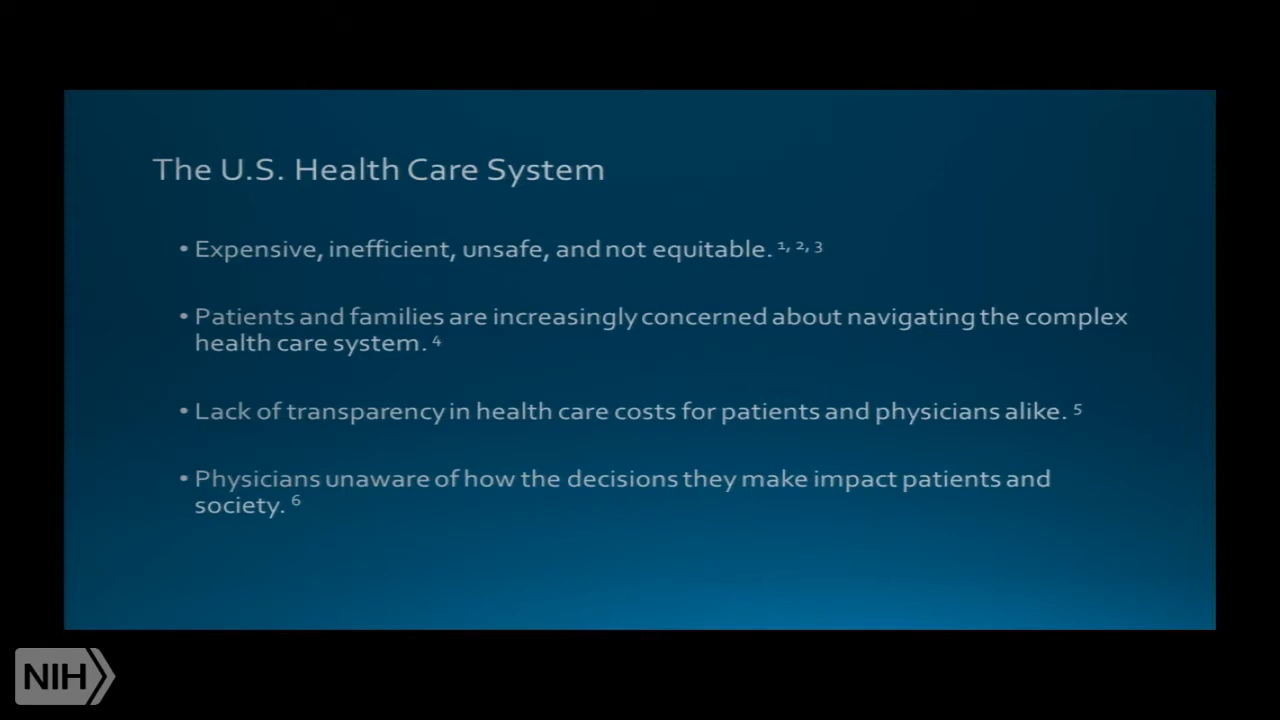 The U.S. Health Care System
• Expensive, inefficient, unsafe, and not equitable. 1, 2, 3
• Patients and families are increasingly concerned about navigating the complex
health care system. 4
• Lack of transparency in health care costs for patients and physicians alike. 5
• Physicians unaware of how the decisions they make impact patients and
society. 6
NIH